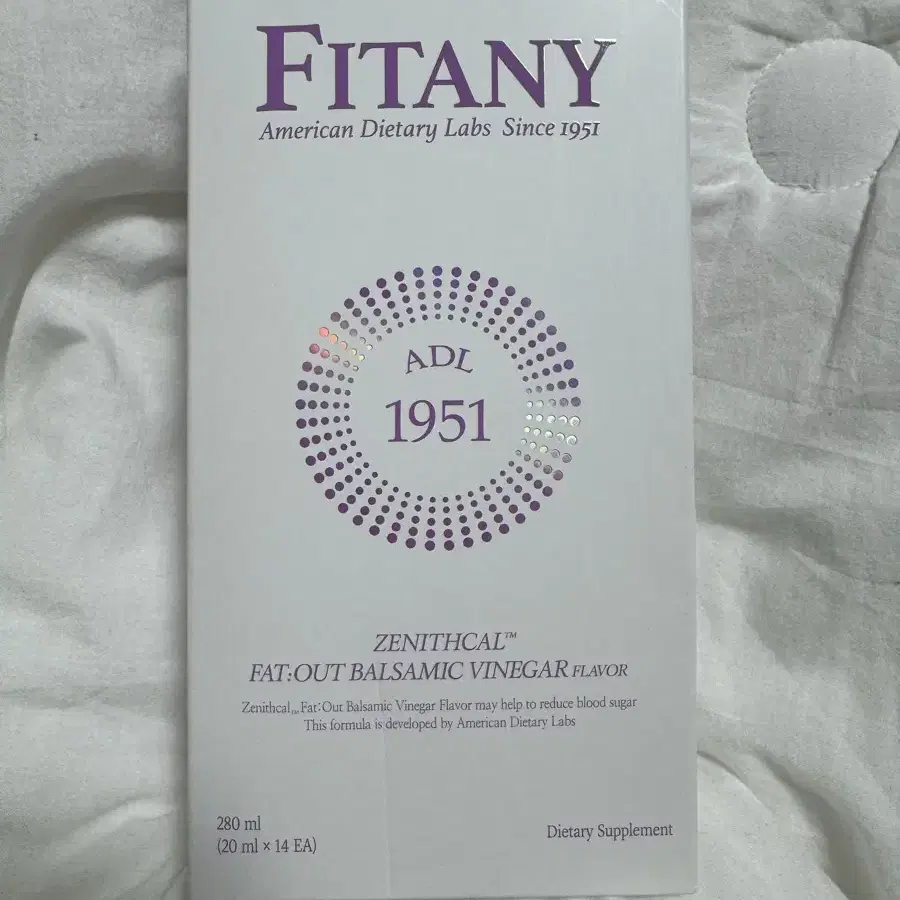 FITANY
American Dietary Labs Since 1951
ADL
1951
ZENITHCAL™
FAT:OUT BALSAMIC VINEGAR FLAVOR
Zenithcal™ Fat:Out Balsamic Vinegar Flavor may help to reduce blood sugar
This formula is developed by American Dietary Labs
280 ml
(20 ml × 14 EA)
Dietary Supplement